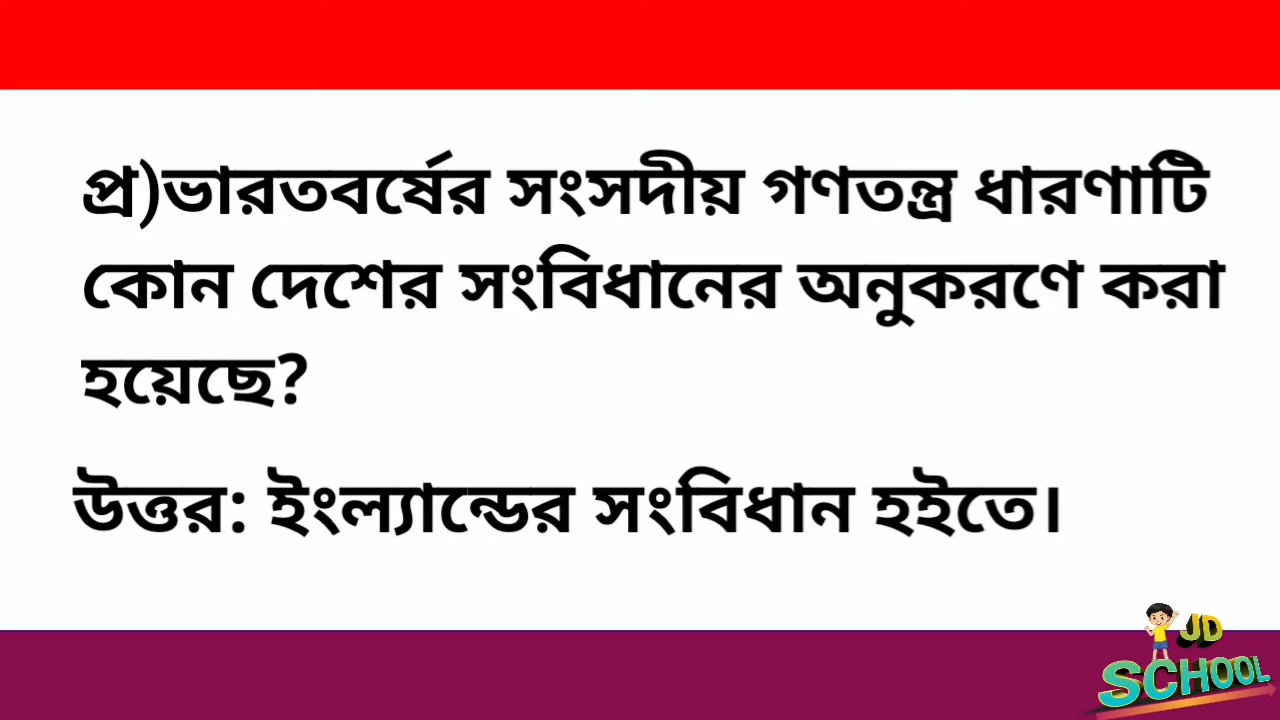 প্র)ভারতবর্ষের সংসদীয় গণতন্ত্র ধারণাটি
কোন দেশের সংবিধানের অনুকরণে করা
হয়েছে?
উত্তর: ইংল্যান্ডের সংবিধান হইতে।
JD
SCHOOL